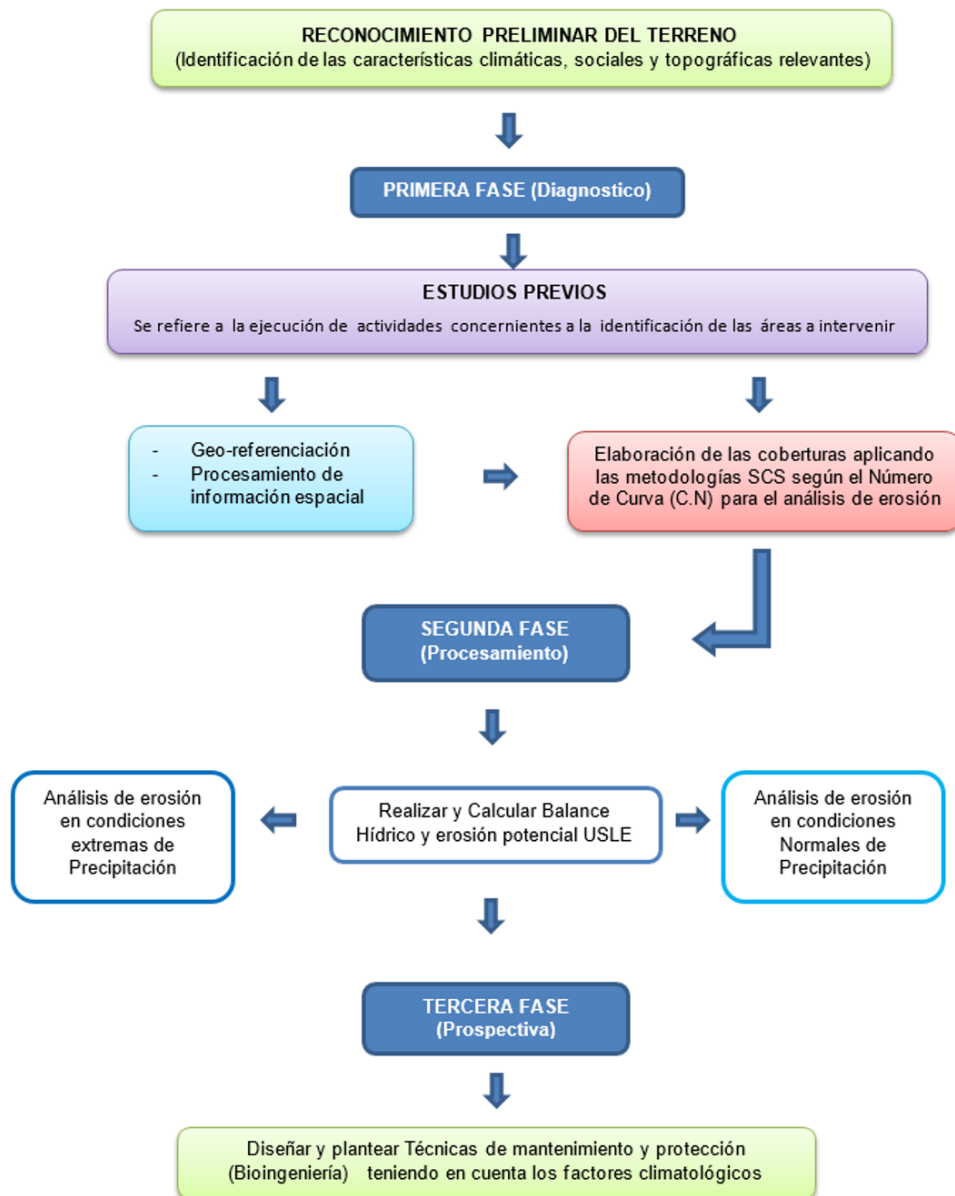 RECONOCIMIENTO PRELIMINAR DEL TERRENO
(Identificación de las características climáticas, sociales y topográficas relevantes)
PRIMERA FASE (Diagnostico)
ESTUDIOS PREVIOS
Se refiere a la ejecución de actividades concernientes a la identificación de las áreas a intervenir
- Geo-referenciación
- Procesamiento de
información espacial
Elaboración de las coberturas aplicando
las metodologías SCS según el Número
de Curva (C.N) para el análisis de erosión
SEGUNDA FASE
(Procesamiento)
Análisis de erosión
en condiciones
extremas de
Precipitación
Realizar y Calcular Balance
Hídrico y erosión potencial USLE
Análisis de erosión
en condiciones
Normales de
Precipitación
TERCERA FASE
(Prospectiva)
Diseñar y plantear Técnicas de mantenimiento y protección
(Bioingeniería) teniendo en cuenta los factores climatológicos